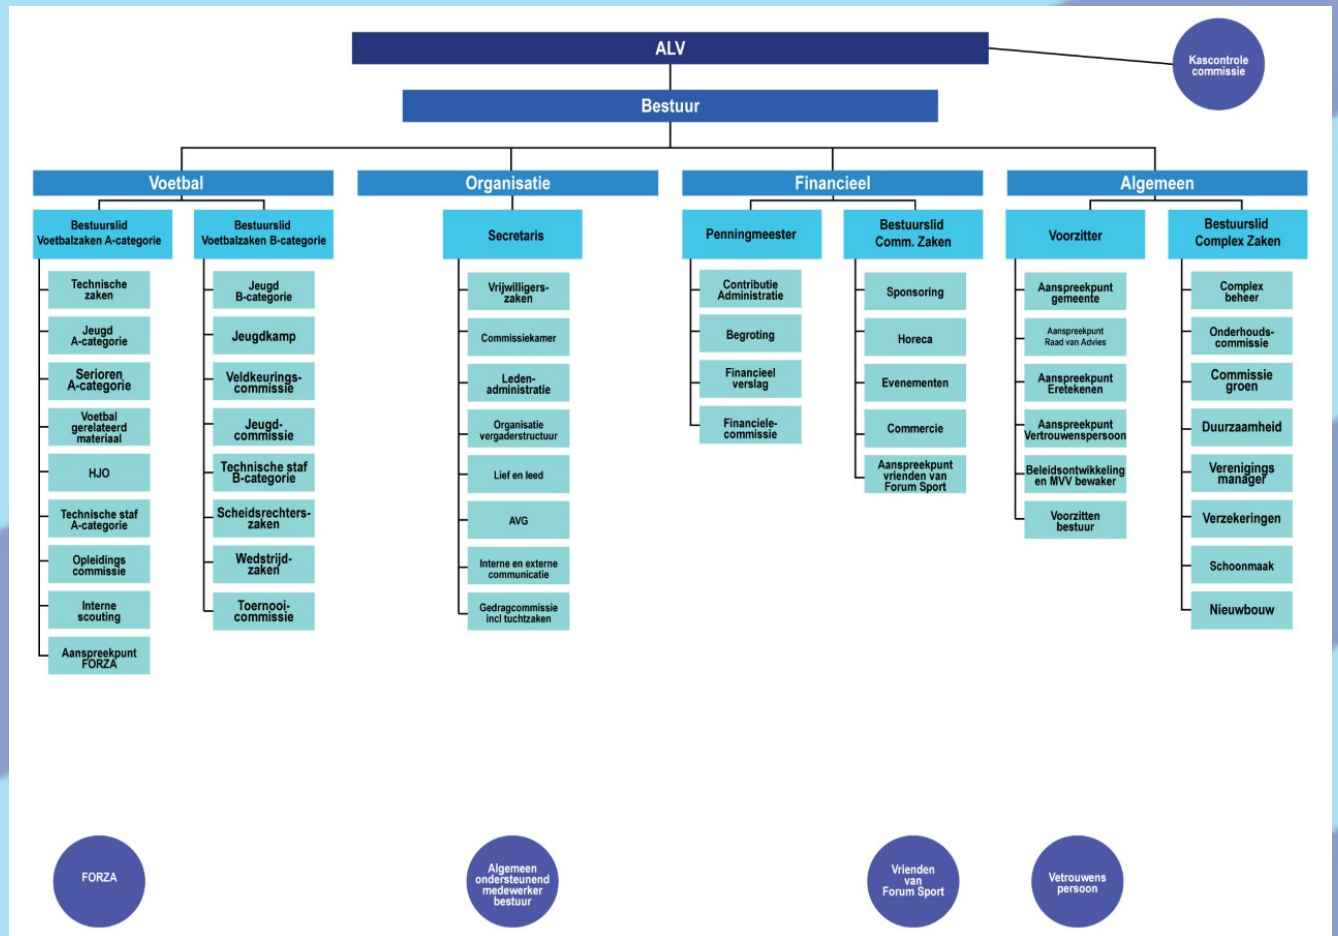 ALV
Kascontrole
commissie
Bestuur
Voetbal
Organisatie
Financieel
Algemeen
Bestuurslid
Voetbalzaken A-categorie
Bestuurslid
Voetbalzaken B-categorie
Secretaris
Penningmeester
Bestuurslid
Comm. Zaken
Voorzitter
Bestuurslid
Complex Zaken
Technische
zaken
Jeugd
A-categorie
Serioren
A-categorie
Voetbal
gerelateerd
materiaal
HJO
Technische staf
A-categorie
Opleidings
commissie
Interne
scouting
Aanspreekpunt
FORZA
Jeugd
B-categorie
Jeugdkamp
Veldkeurings-
commissie
Jeugd-
commissie
Technische staf
B-categorie
Scheidsrechters-
zaken
Wedstrijd-
zaken
Toernooi-
commissie
Vrijwilligers-
zaken
Commissiekamer
Leden-
administratie
Organisatie
vergaderstructuur
Lief en leed
AVG
Interne en externe
communicatie
Gedragcommissie
incl tuchtzaken
Contributie
Administratie
Begroting
Financieel
verslag
Financiele-
commissie
Sponsoring
Horeca
Evenementen
Commercie
Aanspreekpunt
vrienden van
Forum Sport
Aanspreekpunt
gemeente
Aanspreekpunt
Raad van Advies
Aanspreekpunt
Eretekenen
Aanspreekpunt
Vertrouwenspersoon
Beleidsontwikkeling
en MVV bewaker
Voorzitten
bestuur
Complex
beheer
Onderhouds-
commissie
Commissie
groen
Duurzaamheid
Verenigings
manager
Verzekeringen
Schoonmaak
Nieuwbouw
FORZA
Algemeen
ondersteunend
medewerker
bestuur
Vrienden
van
Forum Sport
Vetrouwens
persoon